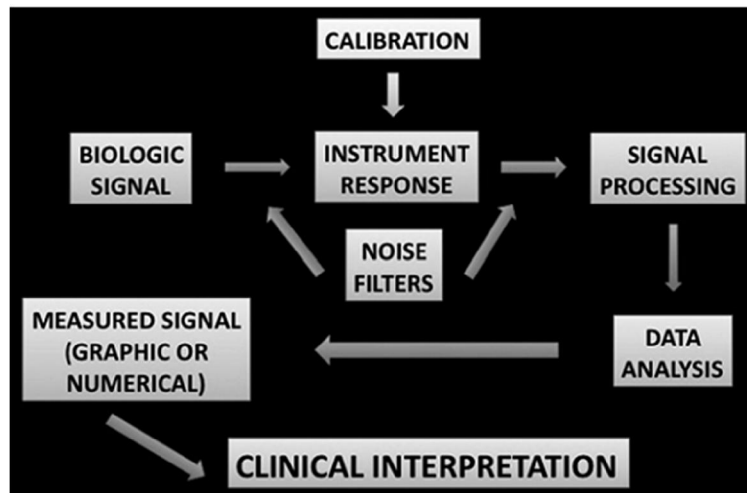 CALIBRATION
BIOLOGIC
SIGNAL
INSTRUMENT
RESPONSE
SIGNAL
PROCESSING
NOISE
FILTERS
MEASURED SIGNAL
(GRAPHIC OR
NUMERICAL)
DATA
ANALYSIS
CLINICAL INTERPRETATION